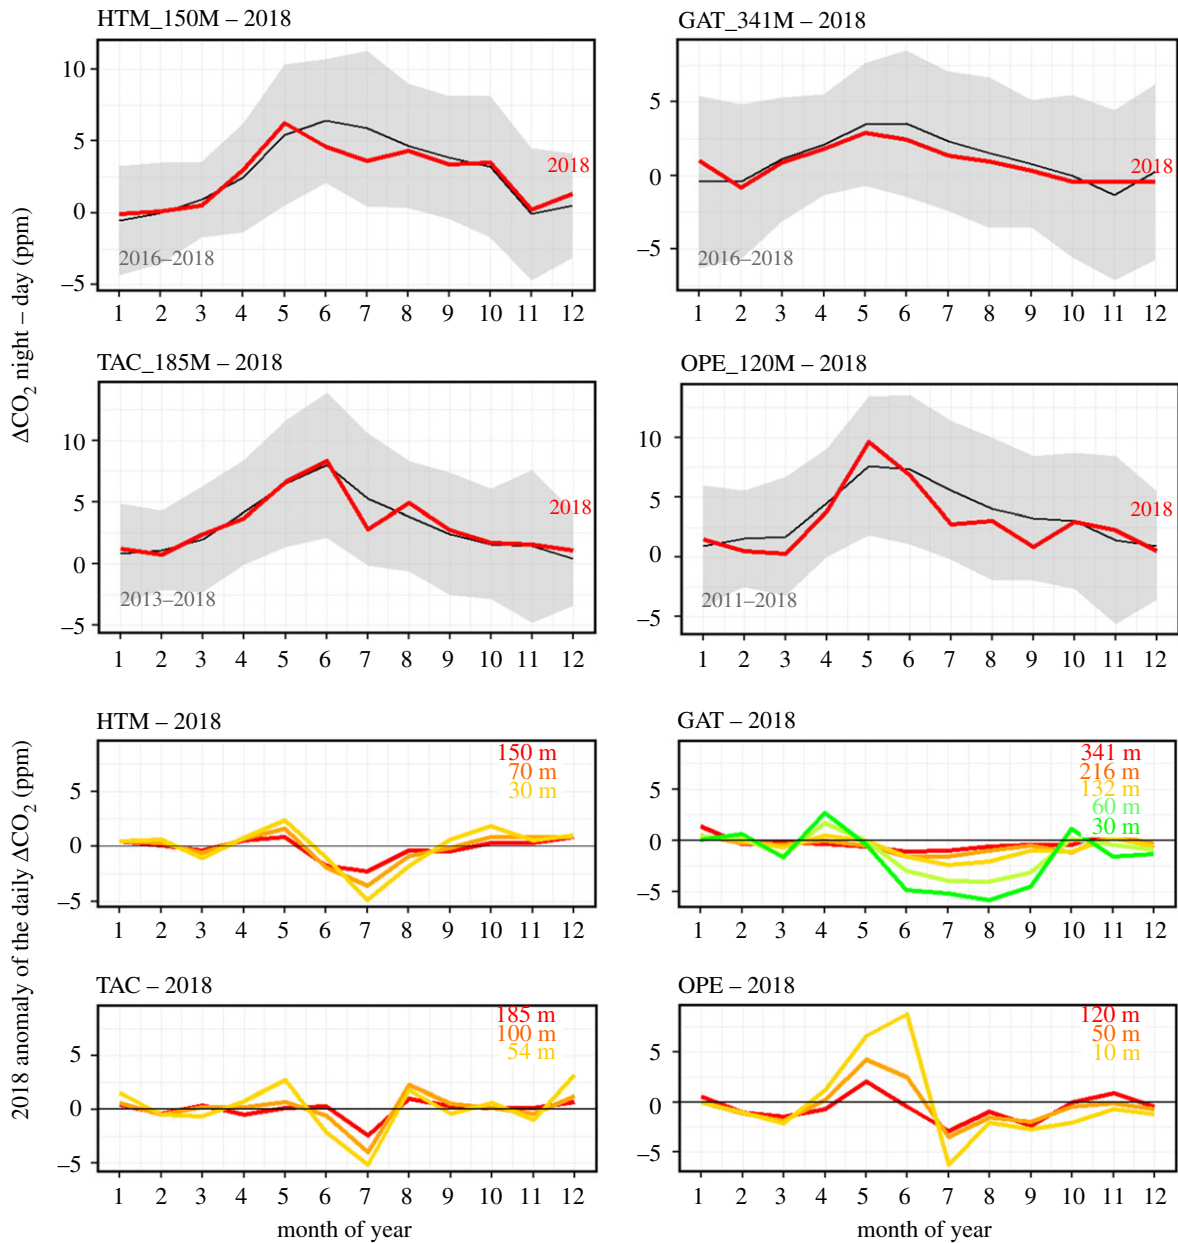 HTM_150M – 2018
GAT_341M – 2018
ΔCO2 night – day (ppm)
10
5
0
–5
2018
2016–2018
1 2 3 4 5 6 7 8 9 10 11 12
5
0
–5
2018
2016–2018
1 2 3 4 5 6 7 8 9 10 11 12
TAC_185M – 2018
OPE_120M – 2018
10
5
0
–5
2018
2013–2018
1 2 3 4 5 6 7 8 9 10 11 12
10
5
0
–5
2018
2011–2018
1 2 3 4 5 6 7 8 9 10 11 12
2018 anomaly of the daily ΔCO2 (ppm)
HTM – 2018
GAT – 2018
5
0
–5
150 m
70 m
30 m
1 2 3 4 5 6 7 8 9 10 11 12
5
0
–5
341 m
216 m
132 m
60 m
30 m
1 2 3 4 5 6 7 8 9 10 11 12
TAC – 2018
OPE – 2018
5
0
–5
185 m
100 m
54 m
1 2 3 4 5 6 7 8 9 10 11 12
month of year
5
0
–5
120 m
50 m
10 m
1 2 3 4 5 6 7 8 9 10 11 12
month of year